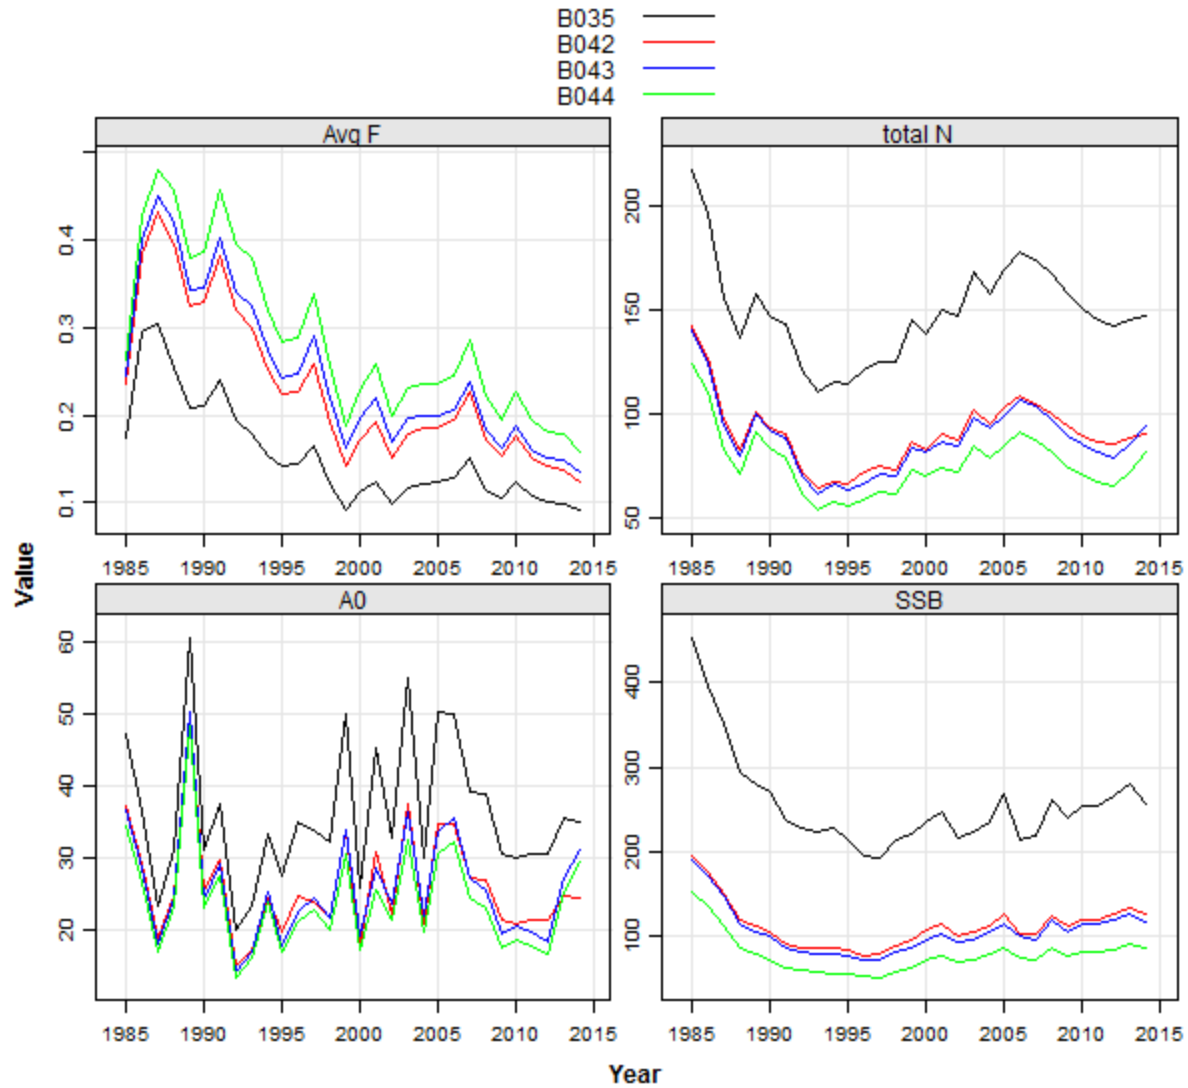 B035
B042
B043
B044
Avg F
total N
0.1 0.2 0.3 0.4
50 100 150 200
1985 1990 1995 2000 2005 2010 2015
1985 1990 1995 2000 2005 2010 2015
Value
A0
SSB
20 30 40 50 60
100 200 300 400
1985 1990 1995 2000 2005 2010 2015
1985 1990 1995 2000 2005 2010 2015
Year